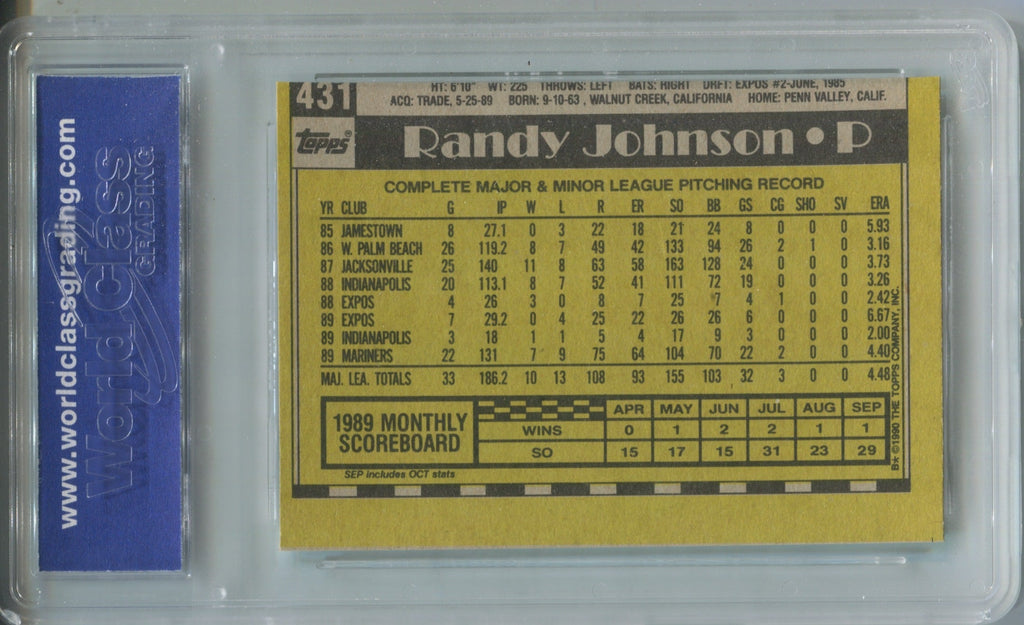 www.worldclassgrading.com
World Class
GRADING
431
HT: 6'10" WT: 225 THROWS: LEFT BATS: RIGHT DRFT: EXPOS #2-JUNE, 1985
ACQ: TRADE, 5-25-89 BORN: 9-10-63, WALNUT CREEK, CALIFORNIA HOME: PENN VALLEY, CALIF.
topps®
Randy Johnson • P
COMPLETE MAJOR & MINOR LEAGUE PITCHING RECORD
YR CLUB G IP W L R ER SO BB GS CG SHO SV ERA
85 JAMESTOWN 8 27.1 0 3 22 18 21 24 8 0 0 0 5.93
86 W. PALM BEACH 26 119.2 8 7 49 42 133 94 26 2 1 0 3.16
87 JACKSONVILLE 25 140 11 8 63 58 163 128 24 0 0 0 3.73
88 INDIANAPOLIS 20 113.1 8 7 52 41 111 72 19 0 0 0 3.26
88 EXPOS 4 26 3 0 8 7 25 7 4 1 0 0 2.42
89 EXPOS 7 29.2 0 4 25 22 26 26 6 0 0 0 6.67
89 INDIANAPOLIS 3 18 1 1 5 4 17 9 3 0 0 0 2.00
89 MARINERS 22 131 7 9 75 64 104 70 22 2 0 0 4.40
MAJ. LEA. TOTALS 33 186.2 10 13 108 93 155 103 32 3 0 0 4.48
1989 MONTHLY
SCOREBOARD
APR MAY JUN JUL AUG SEP
WINS 0 1 2 2 1 1
SO 15 17 15 31 23 29
SEP includes OCT stats
B* ©1990 THE TOPPS COMPANY, INC.